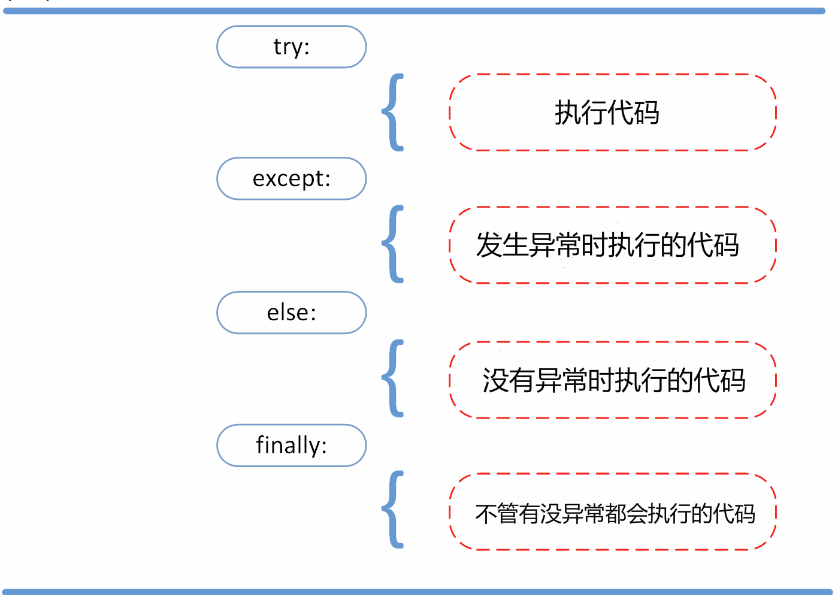 try:
执行代码
except:
发生异常时执行的代码
else:
没有异常时执行的代码
finally:
不管有没异常都会执行的代码